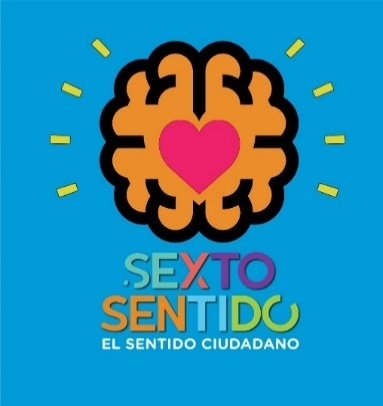 .SEXTO
SENTIDO
EL SENTIDO CIUDADANO